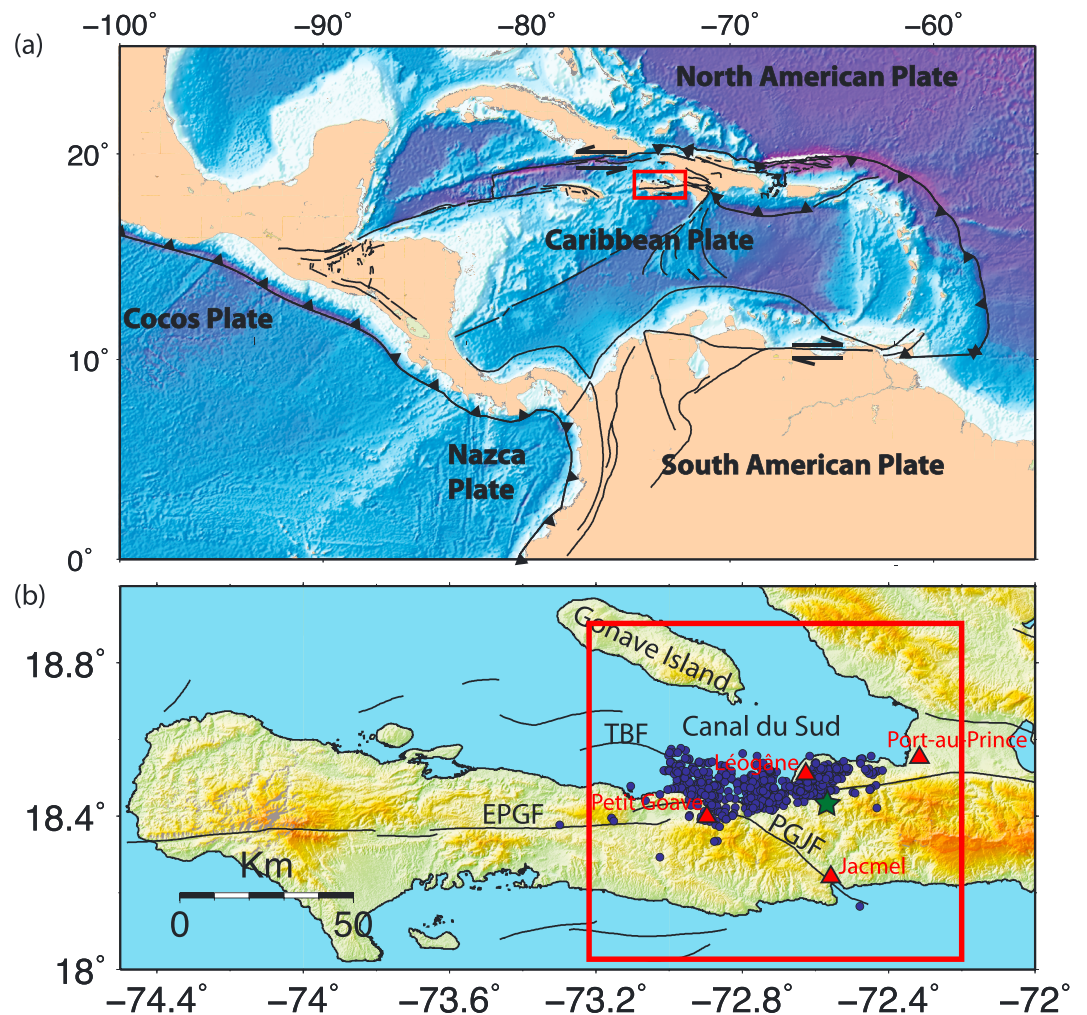 (a)
−100˚ −90˚ −80˚ −70˚ −60˚
North American Plate
20˚
Caribbean Plate
Cocos Plate
10˚
Nazca
Plate
South American Plate
0˚
(b)
Gonave Island
18.8˚
TBF
Canal du Sud
Port-au-Prince
Léogâne
Petit Goave
18.4˚
EPGF
PGJF
Km
Jacmel
0 50
18˚
−74.4˚ −74˚ −73.6˚ −73.2˚ −72.8˚ −72.4˚ −72˚